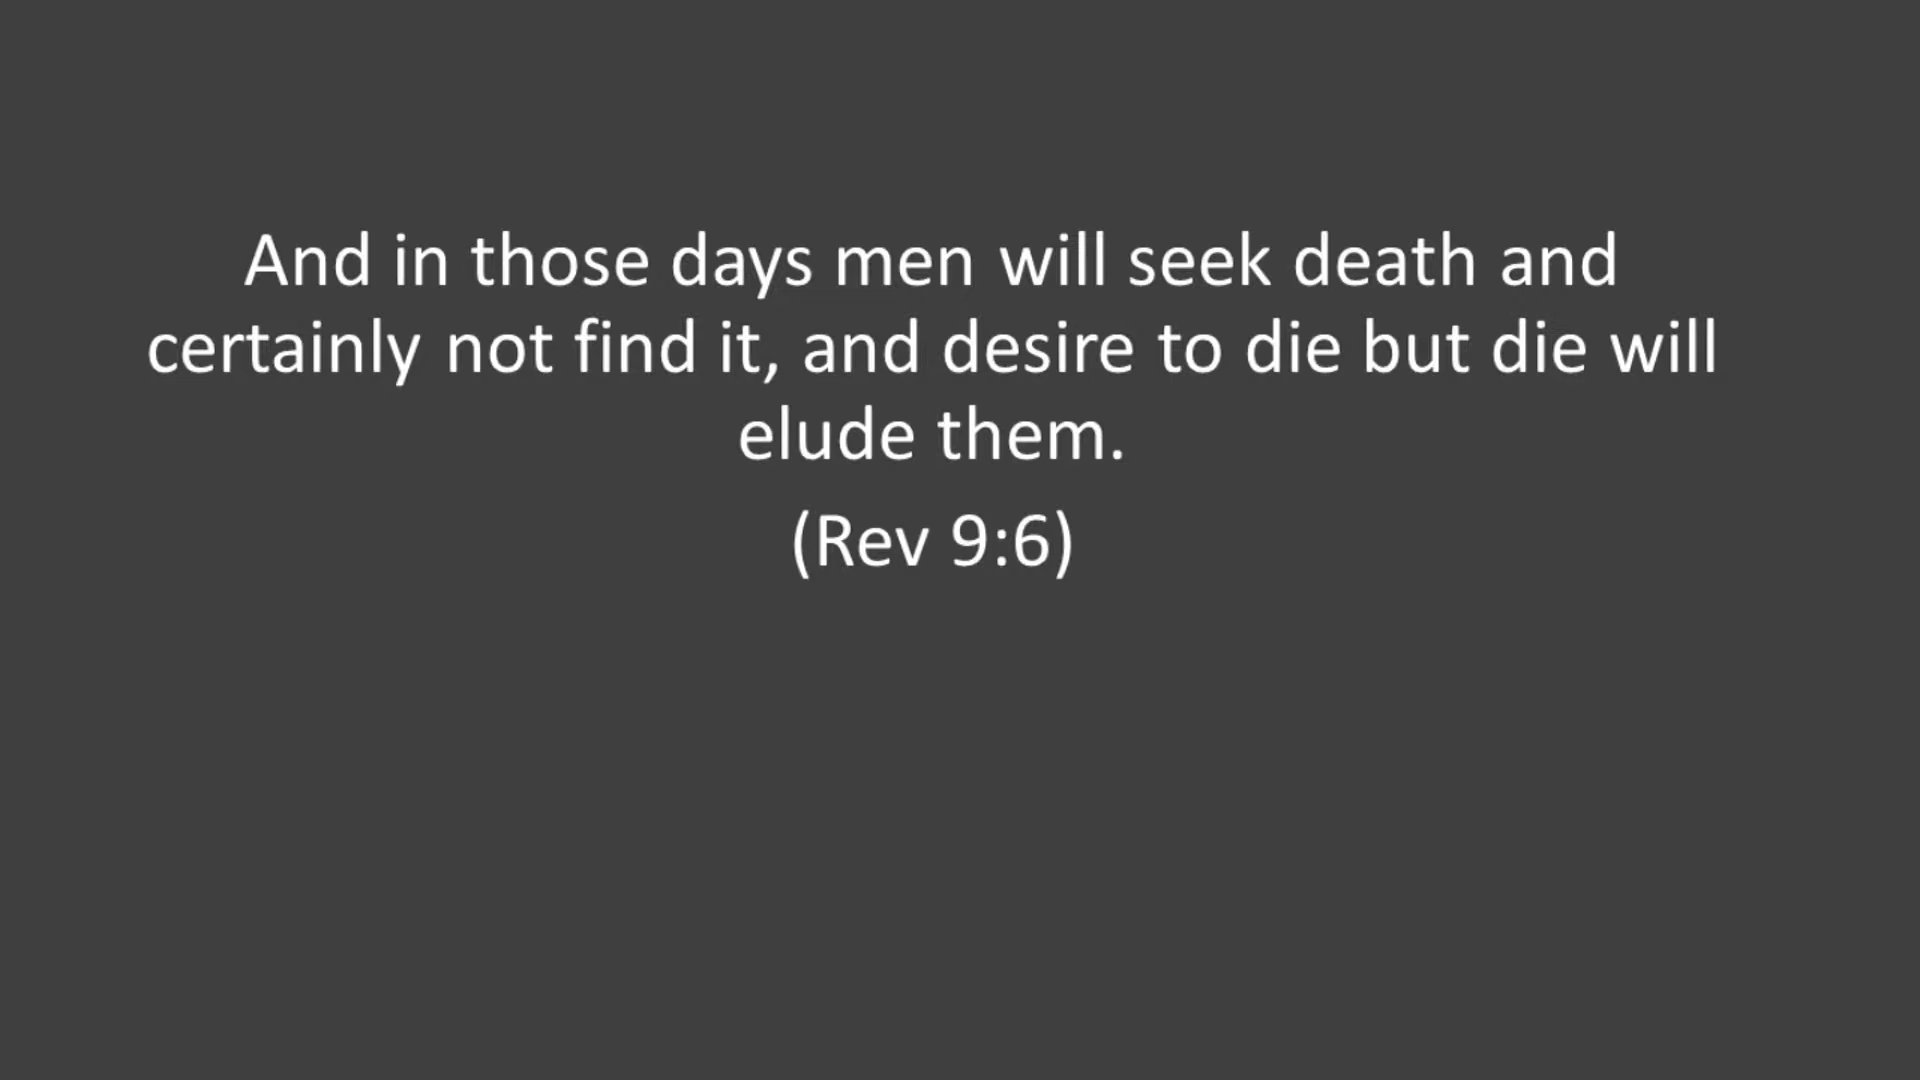 And in those days men will seek death and
certainly not find it, and desire to die but die will
elude them.
(Rev 9:6)